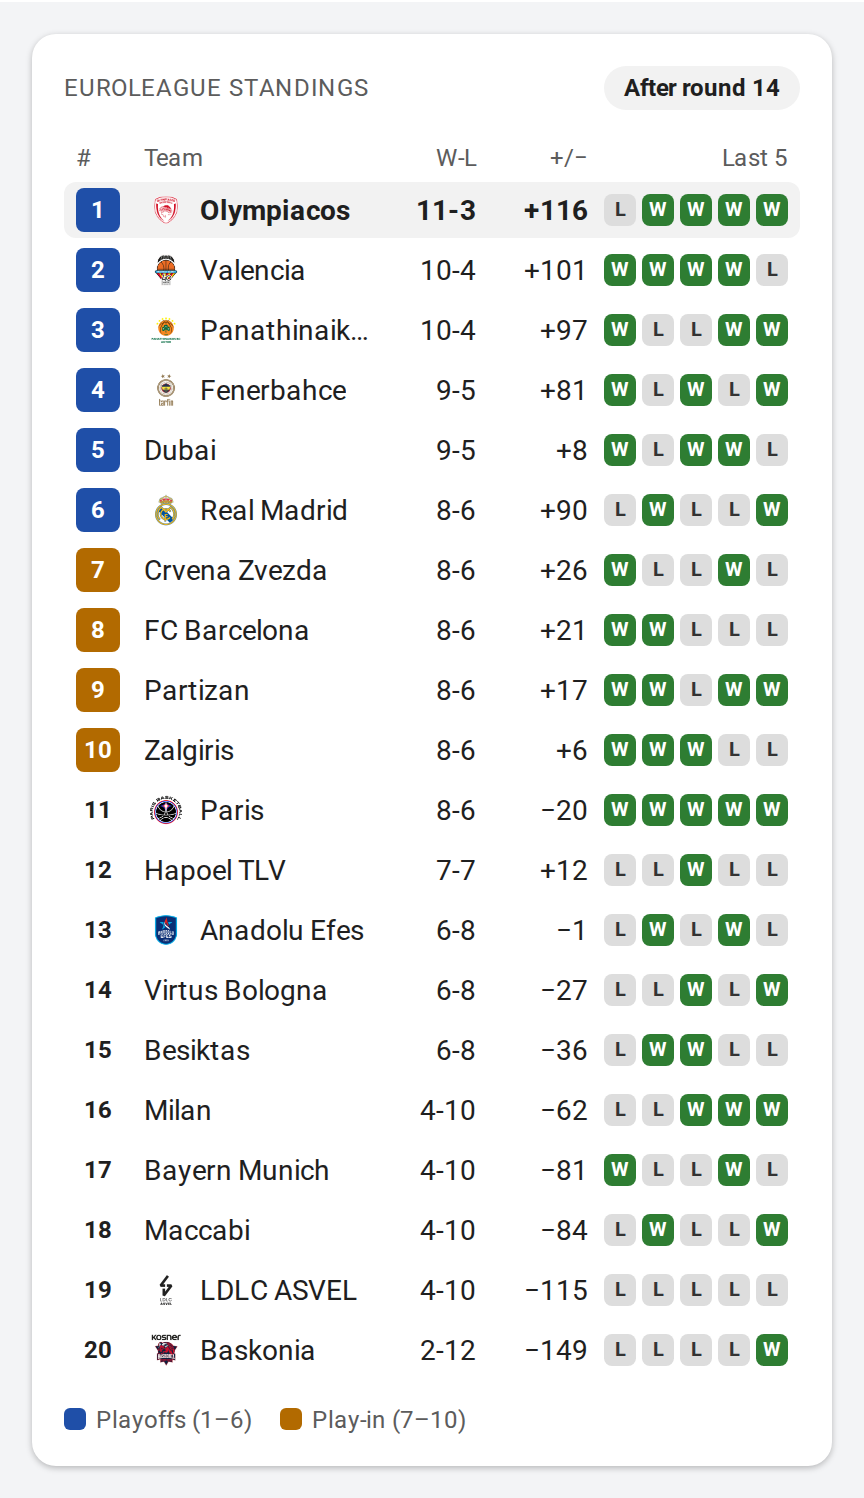 EUROLEAGUE STANDINGS After round 14
# Team W-L +/− Last 5
1 Olympiacos 11-3 +116 L W W W W
2 Valencia 10-4 +101 W W W W L
3 Panathinaik... 10-4 +97 W L L W W
4 Fenerbahce 9-5 +81 W L W L W
5 Dubai 9-5 +8 W L W W L
6 Real Madrid 8-6 +90 L W L L W
7 Crvena Zvezda 8-6 +26 W L L W L
8 FC Barcelona 8-6 +21 W W L L L
9 Partizan 8-6 +17 W W L W W
10 Zalgiris 8-6 +6 W W W L L
11 Paris 8-6 −20 W W W W W
12 Hapoel TLV 7-7 +12 L L W L L
13 Anadolu Efes 6-8 −1 L W L W L
14 Virtus Bologna 6-8 −27 L L W L W
15 Besiktas 6-8 −36 L W W L L
16 Milan 4-10 −62 L L W W W
17 Bayern Munich 4-10 −81 W L L W L
18 Maccabi 4-10 −84 L W L L W
19 LDLC ASVEL 4-10 −115 L L L L L
20 Baskonia 2-12 −149 L L L L W
Playoffs (1–6) Play-in (7–10)